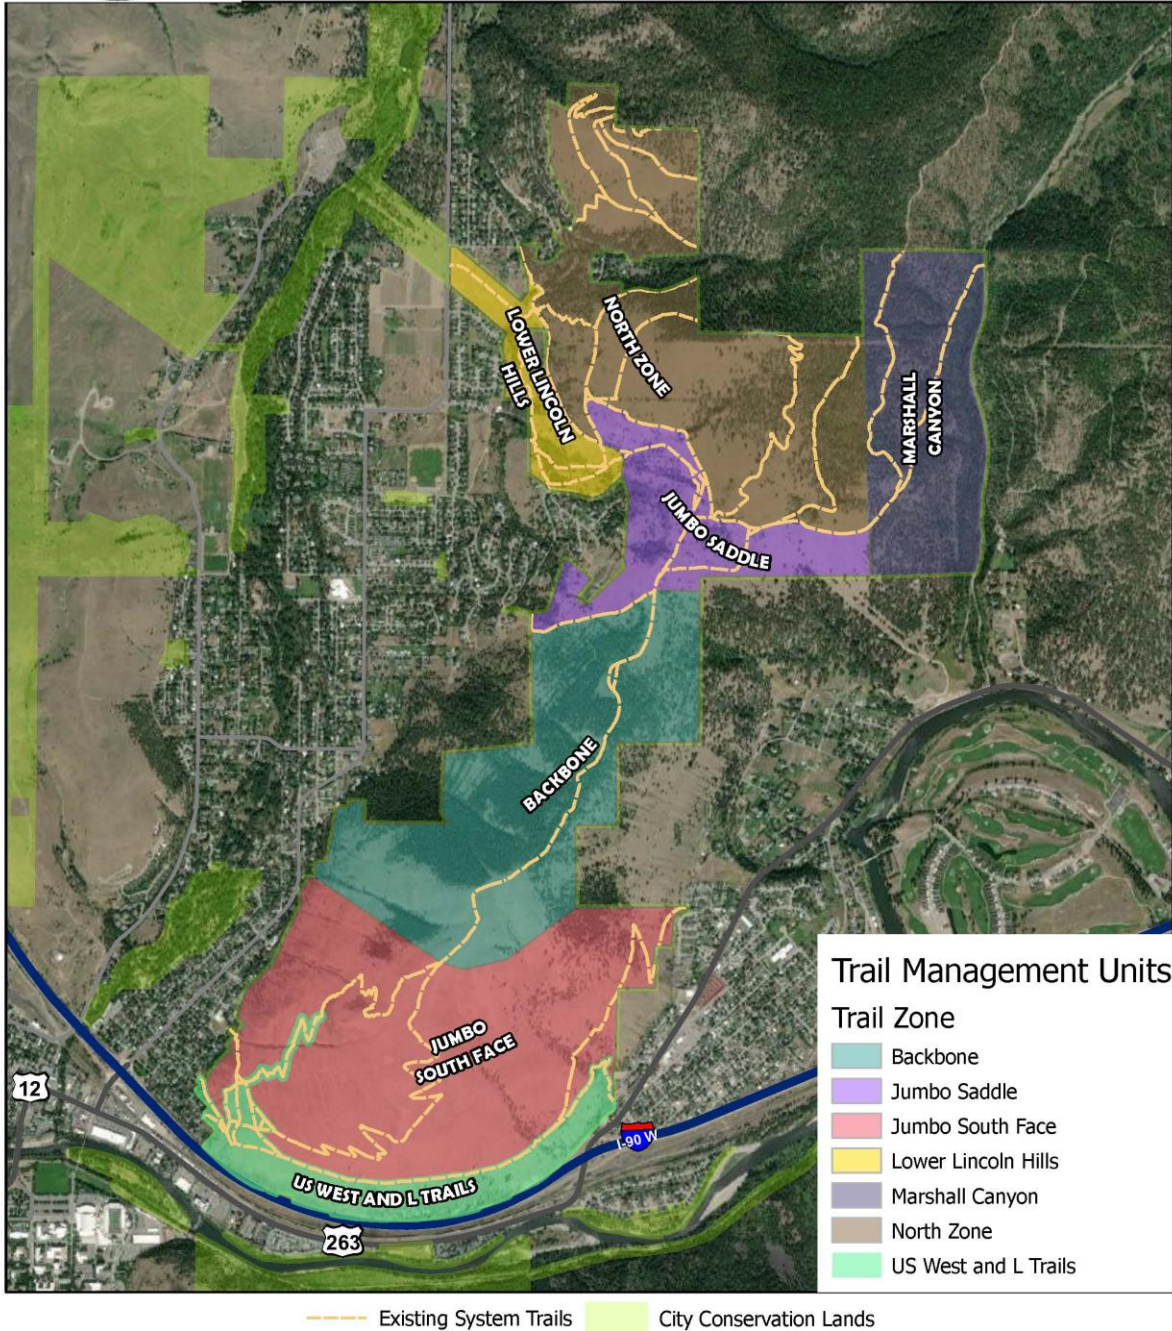 NORTH ZONE
LOWER LINCOLN
HILLS
MARSHALL
CANYON
JUMBO SADDLE
BACKBONE
JUMBO
SOUTH FACE
US WEST AND L TRAILS
12
I-90 W
263
Trail Management Units
Trail Zone
Backbone
Jumbo Saddle
Jumbo South Face
Lower Lincoln Hills
Marshall Canyon
North Zone
US West and L Trails
Existing System Trails
City Conservation Lands